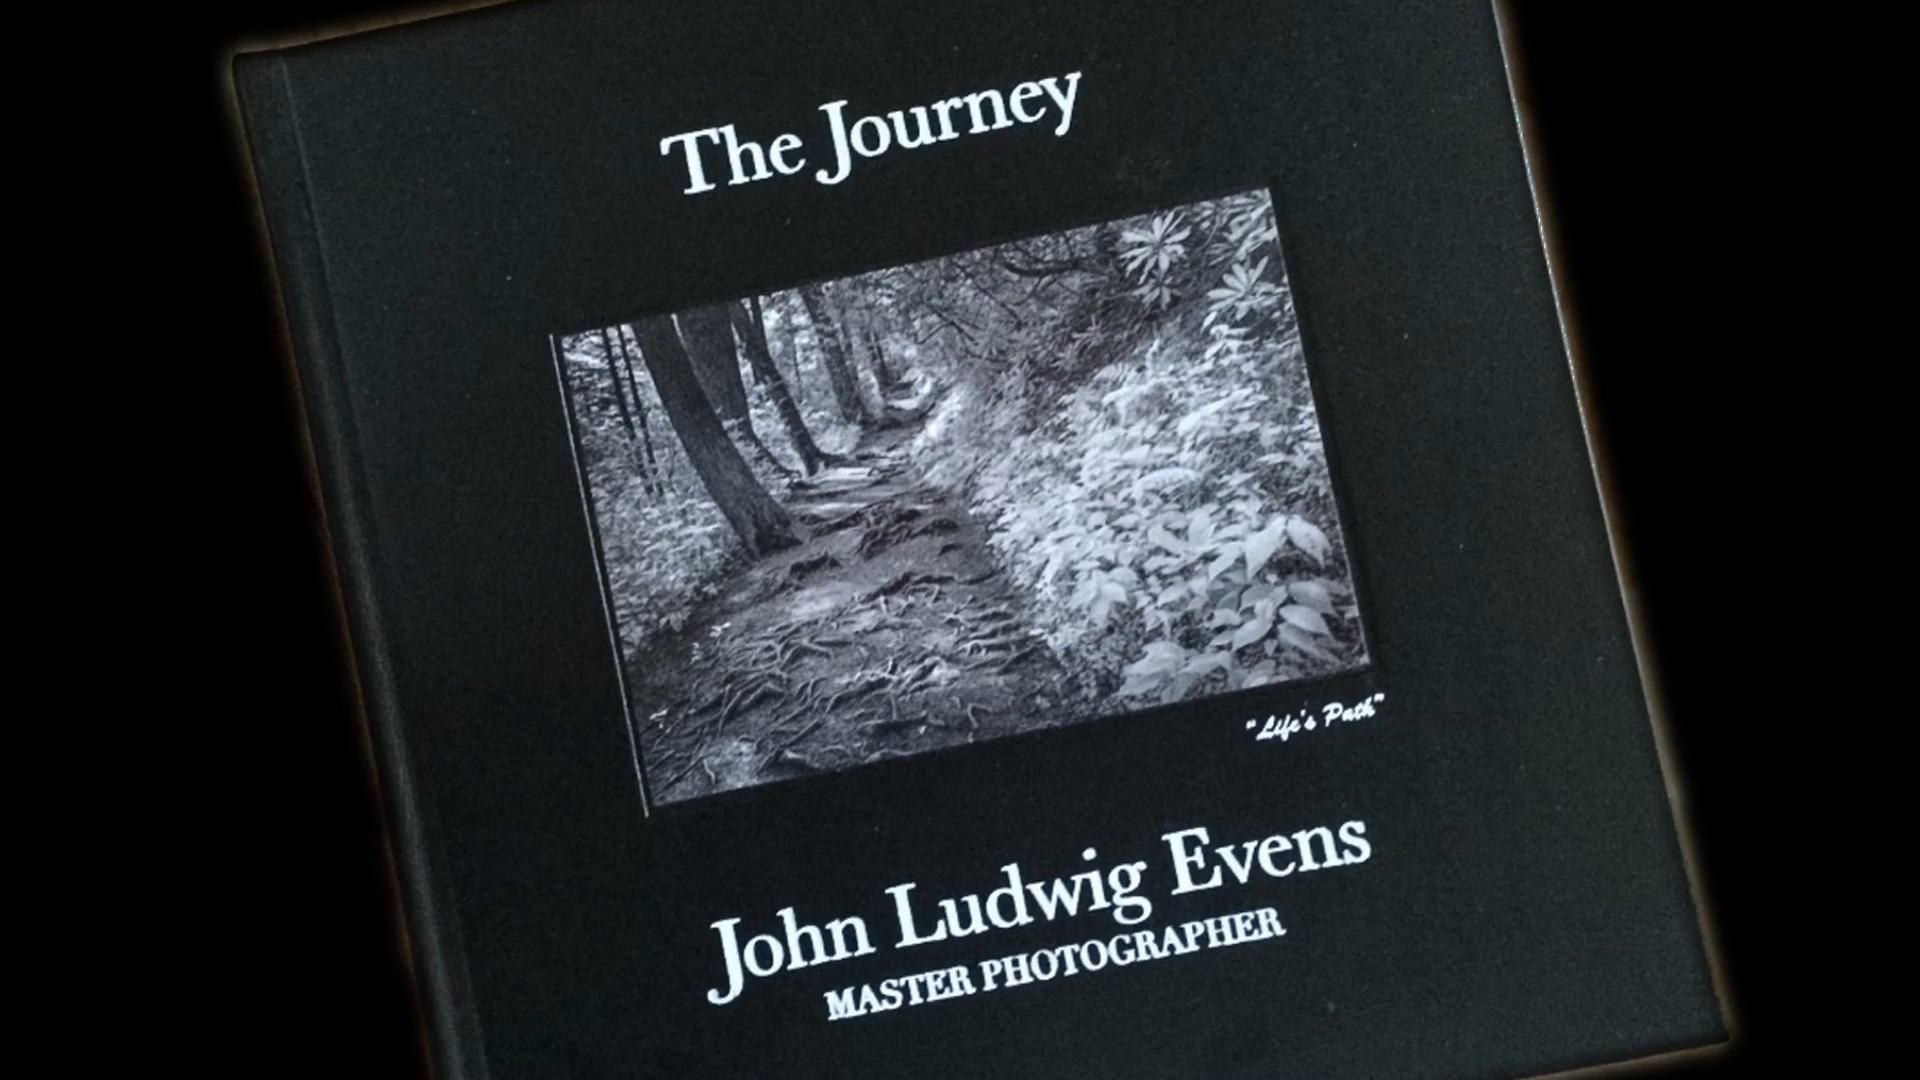 The Journey
"Life's Path"
John Ludwig Evens
MASTER PHOTOGRAPHER